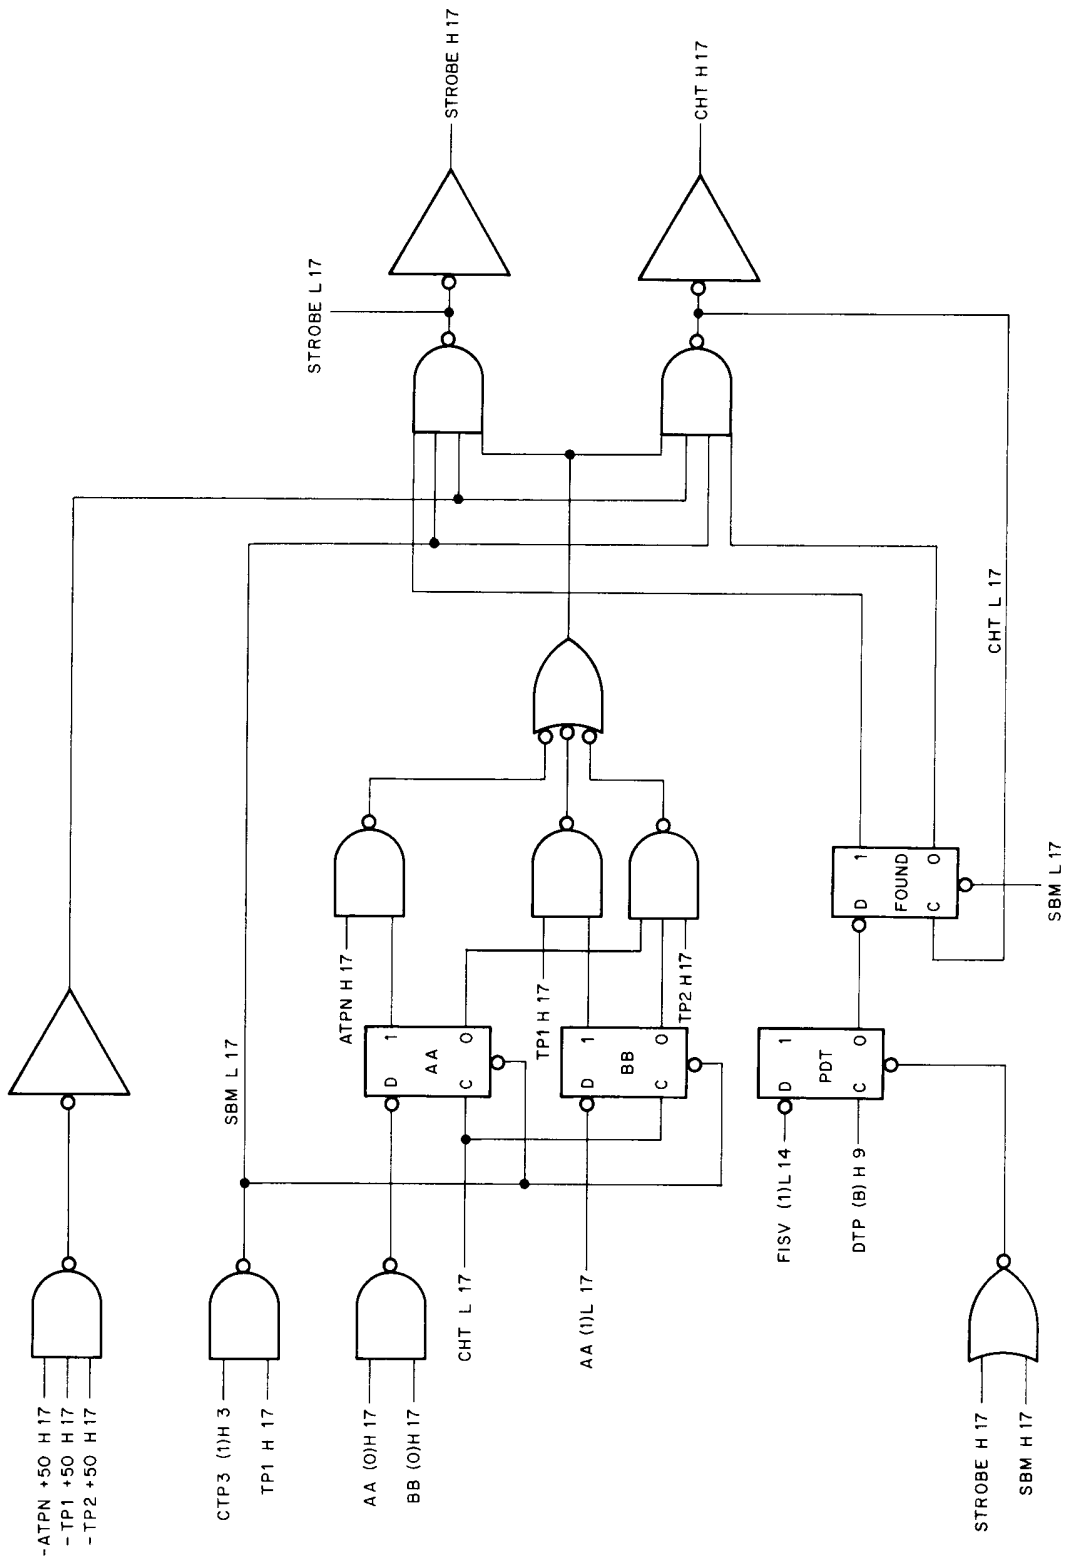 -ATPN +50 H 17
-TP1 +50 H 17
-TP2 +50 H 17
CTP3 (1)H 3
TP1 H 17
SBM L 17
AA (0)H 17
BB (0)H 17
CHT L 17
AA (1)L 17
D 1
AA
C 0
D 1
BB
C 0
ATPN H 17
TP1 H 17
TP2 H 17
STROBE L 17
STROBE H 17
CHT H 17
FISV (1)L 14
DTP (B) H 9
D 1
PDT
C 0
D 1
FOUND
C 0
CHT L 17
SBM L 17
STROBE H 17
SBM H 17